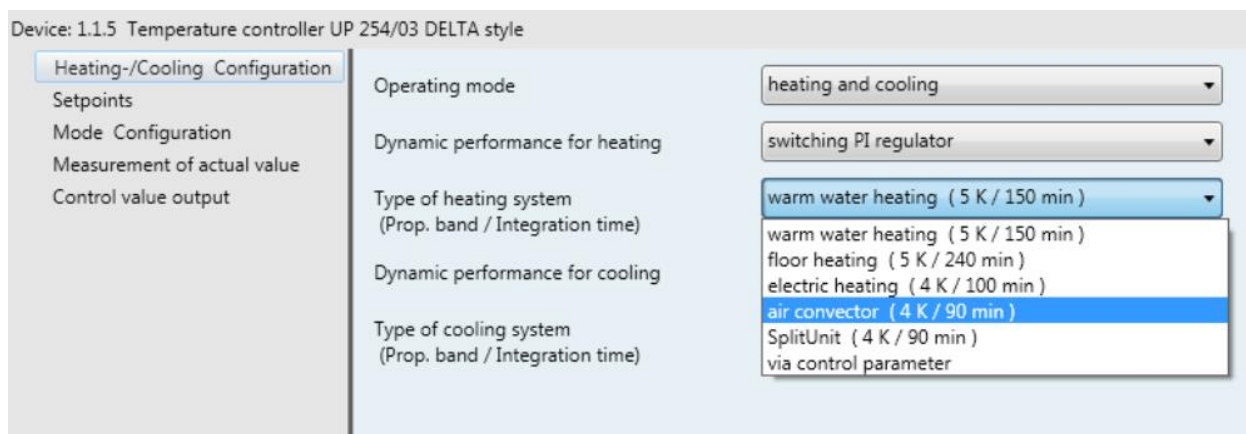 Device: 1.1.5 Temperature controller UP 254/03 DELTA style
Heating-/Cooling Configuration
Setpoints
Mode Configuration
Measurement of actual value
Control value output
Operating mode
heating and cooling
Dynamic performance for heating
switching PI regulator
Type of heating system
(Prop. band / Integration time)
warm water heating ( 5 K / 150 min )
warm water heating ( 5 K / 150 min )
floor heating ( 5 K / 240 min )
electric heating ( 4 K / 100 min )
air convector ( 4 K / 90 min )
SplitUnit ( 4 K / 90 min )
via control parameter
Dynamic performance for cooling
Type of cooling system
(Prop. band / Integration time)